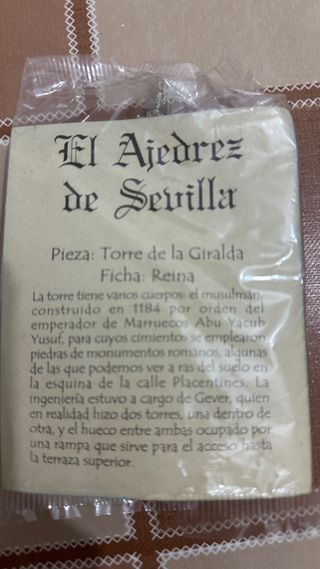 El Ajedrez
de Sevilla
Pieza: Torre de la Giralda
Ficha: Reina
La torre tiene varios cuerpos: el musulmán,
construido en 1184 por orden del
emperador de Marruecos Abu Yacub
Yusuf, para cuyos cimientos se emplearon
piedras de monumentos romanos, algunas
de las que podemos ver a ras del suelo en
la esquina de la calle Placentines. La
ingeniería estuvo a cargo de Gever, quien
en realidad hizo dos torres, una dentro de
otra, y el hueco entre ambas ocupado por
una rampa que sirve para el acceso hasta
la terraza superior.